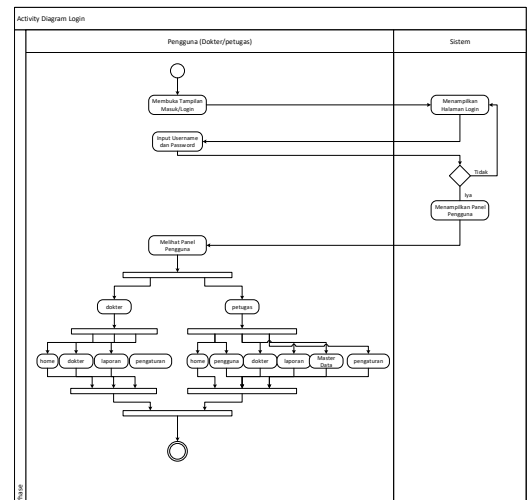 Activity Diagram Login
Pengguna (Dokter/petugas)
Sistem
Membuka Tampilan
Masuk/Login
Menampilkan
Halaman Login
Input Username
dan Password
Tidak
Iya
Menampilkan Panel
Pengguna
Melihat Panel
Pengguna
dokter
petugas
home
dokter
laporan
pengaturan
home
pengguna
dokter
laporan
Master
Data
pengaturan